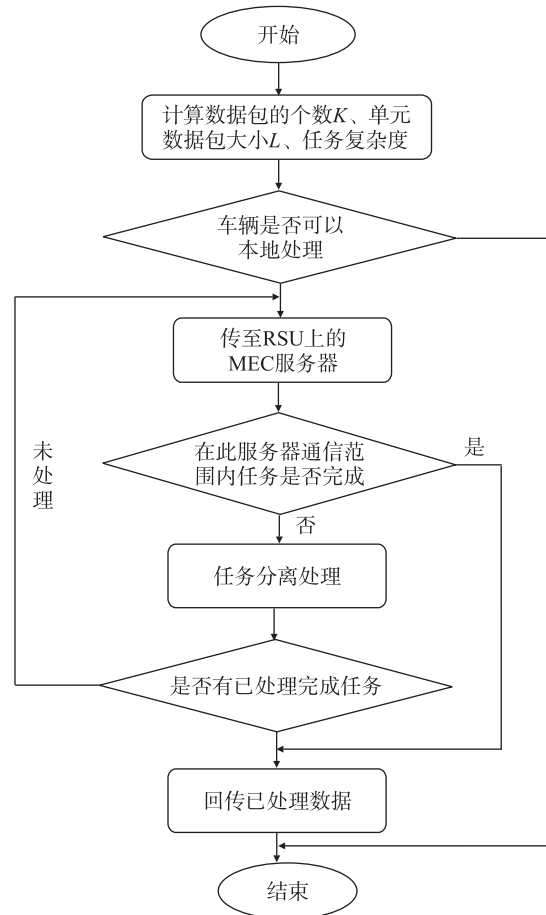 开始
计算数据包的个数K、单元
数据包大小L、任务复杂度
车辆是否可以
本地处理
传至RSU上的
MEC服务器
在此服务器通信范
围内任务是否完成
是
未
处
理
否
任务分离处理
是否有已处理完成任务
回传已处理数据
结束